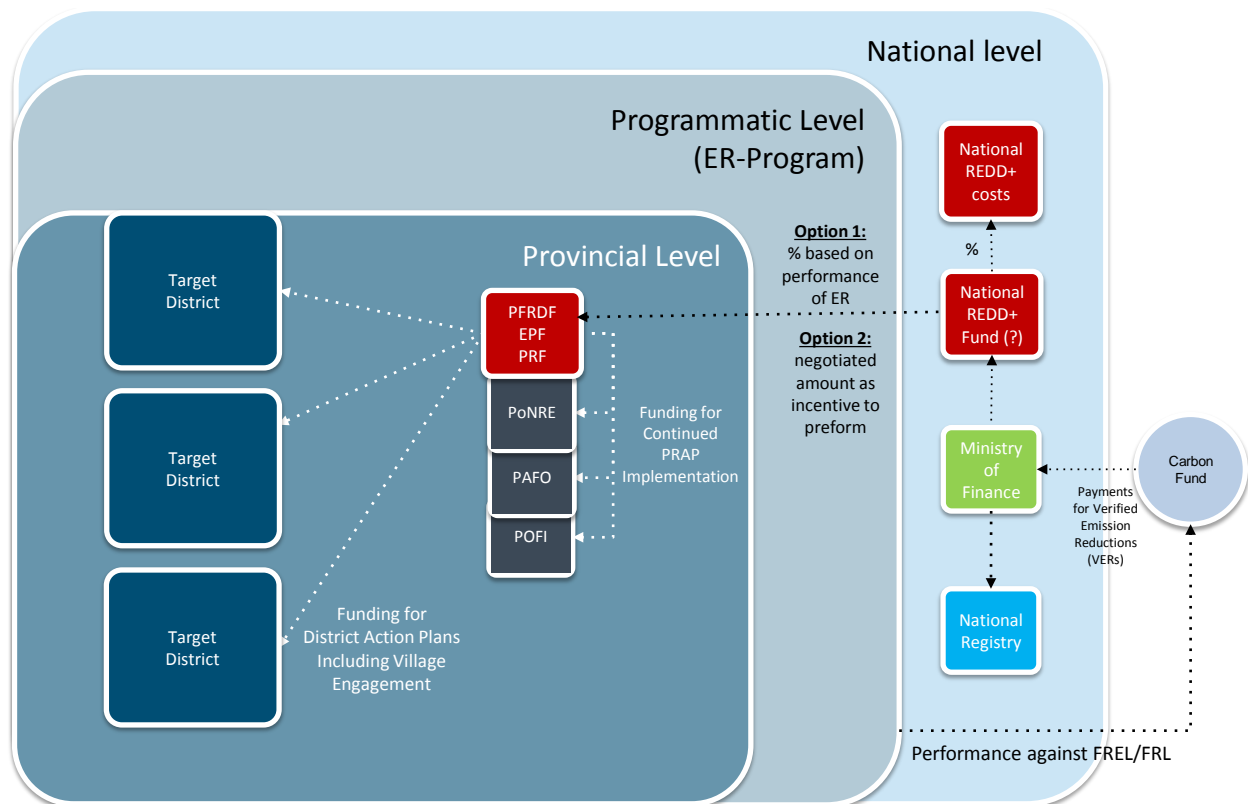 National level
Programmatic Level
(ER-Program)
Provincial Level
Target
District
Target
District
Target
District
PFRDF
EPF
PRF
PoNRE
PAFO
POFI
Funding for
Continued
PRAP
Implementation
Funding for
District Action Plans
Including Village
Engagement
Option 1:
% based on
performance
of ER
Option 2:
negotiated
amount as
incentive to
preform
National
REDD+
costs
%
National
REDD+
Fund (?)
Ministry
of
Finance
National
Registry
Carbon
Fund
Payments
for Verified
Emission
Reductions
(VERs)
Performance against FREL/FRL